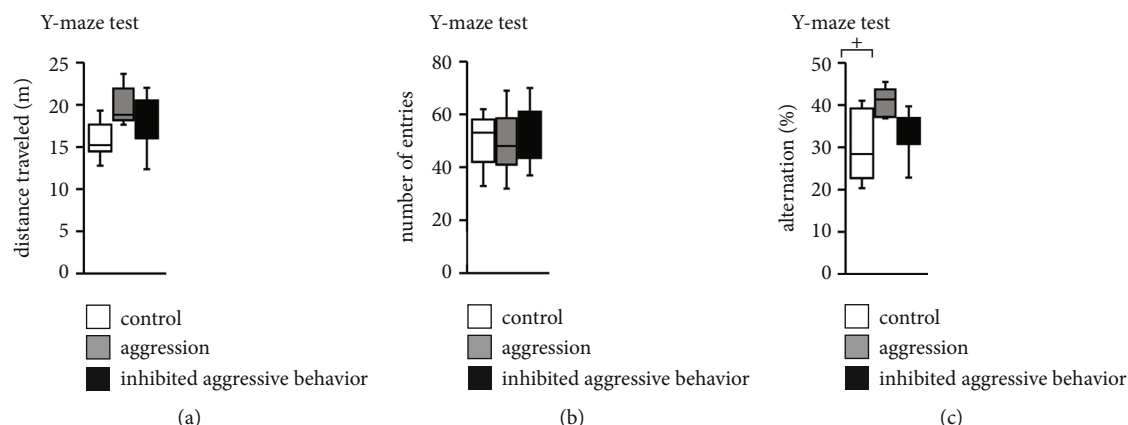 Y-maze test
distance traveled (m)
25
20
15
10
5
0
control
aggression
inhibited aggressive behavior
(a)
Y-maze test
number of entries
80
60
40
20
0
control
aggression
inhibited aggressive behavior
(b)
Y-maze test
+
alternation (%)
50
40
30
20
10
0
control
aggression
inhibited aggressive behavior
(c)